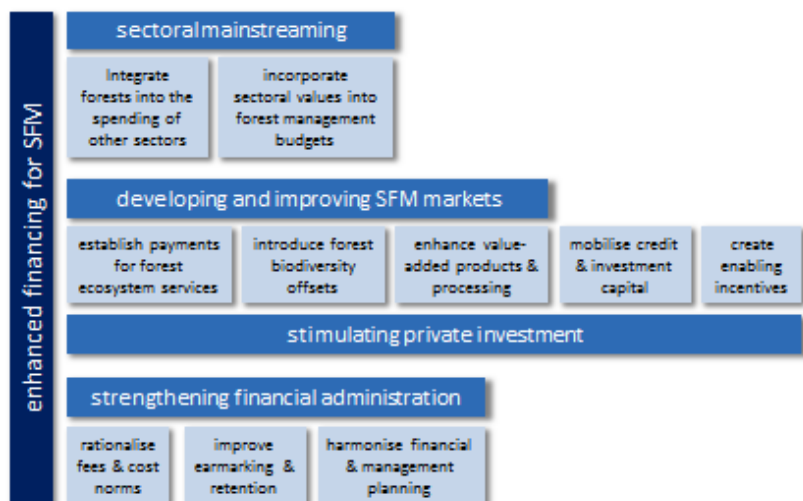 enhanced financing for SFM
sectoral mainstreaming
Integrate
forests into the
spending of
other sectors
incorporate
sectoral values into
forest management
budgets
developing and improving SFM markets
establish payments
for forest
ecosystem services
introduce forest
biodiversity
offsets
enhance value-
added products &
processing
mobilise credit
& investment
capital
create
enabling
incentives
stimulating private investment
strengthening financial administration
rationalise
fees & cost
norms
improve
earmarking &
retention
harmonise financial
& management
planning